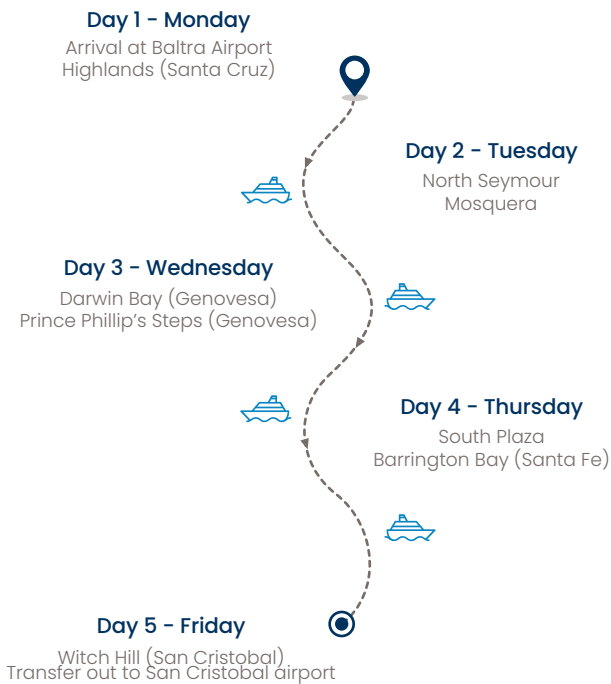 Day 1 - Monday
Arrival at Baltra Airport
Highlands (Santa Cruz)
Day 2 - Tuesday
North Seymour
Mosquera
Day 3 - Wednesday
Darwin Bay (Genovesa)
Prince Phillip's Steps (Genovesa)
Day 4 - Thursday
South Plaza
Barrington Bay (Santa Fe)
Day 5 - Friday
Witch Hill (San Cristobal)
Transfer out to San Cristobal airport